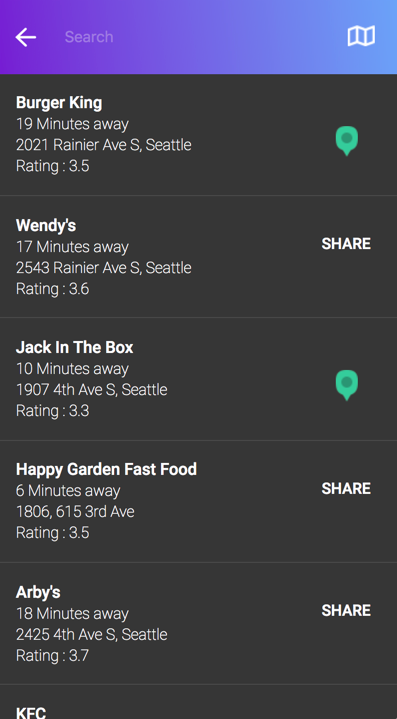 Search
Burger King
19 Minutes away
2021 Rainier Ave S, Seattle
Rating : 3.5
Wendy's
17 Minutes away
SHARE
2543 Rainier Ave S, Seattle
Rating : 3.6
Jack In The Box
10 Minutes away
1907 4th Ave S, Seattle
Rating : 3.3
Happy Garden Fast Food
6 Minutes away
SHARE
1806, 615 3rd Ave
Rating : 3.5
Arby's
18 Minutes away
SHARE
2425 4th Ave S, Seattle
Rating : 3.7
KFC